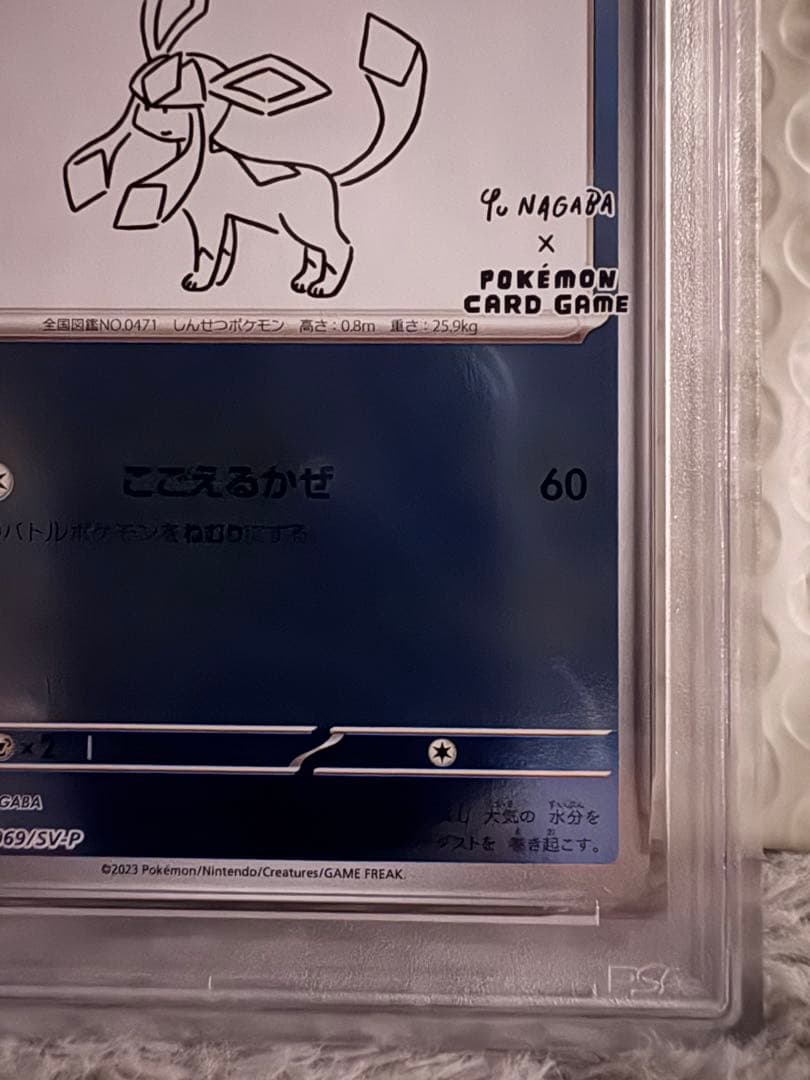 Yu NAGABA
×
POKÉMON
CARD GAME
全国図鑑NO.0471 しんせつポケモン 高さ：0.8m 重さ：25.9kg
こごえるかぜ 60
バトルポケモンをねむりにする
×2
AGABA
069/SV-P
大気の 水分を
ダストを 巻き起こす。
©2023 Pokémon/Nintendo/Creatures/GAME FREAK.
PSA